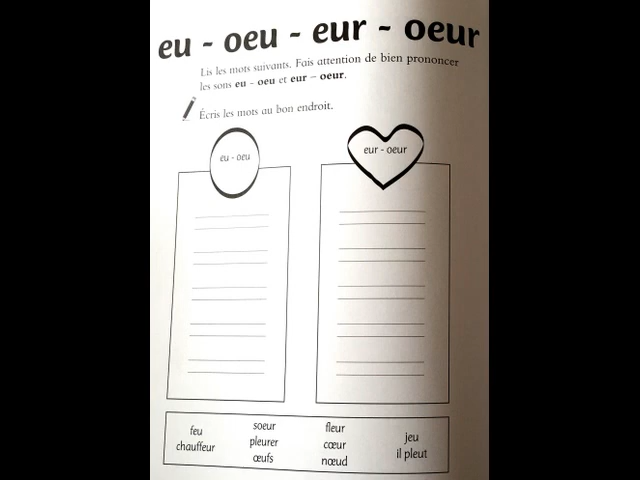 eu - oeu - eur - oeur
Lis les mots suivants. Fais attention de bien prononcer
les sons eu - oeu et eur – oeur.
Écris les mots au bon endroit.
eu - oeu
eur - oeur
feu
chauffeur
soeur
pleurer
œufs
fleur
cœur
nœud
jeu
il pleut